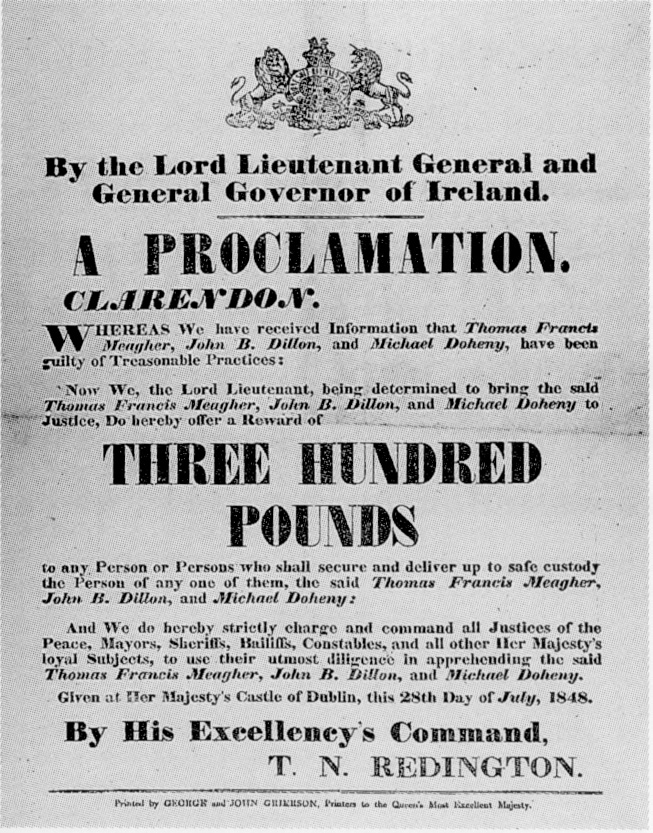 By the Lord Lieutenant General and
General Governor of Ireland.
A PROCLAMATION.
CLARENDON.
WHEREAS We have received Information that Thomas Francis
Meagher, John B. Dillon, and Michael Doheny, have been
guilty of Treasonable Practices:
Now We, the Lord Lieutenant, being determined to bring the said
Thomas Francis Meagher, John B. Dillon, and Michael Doheny to
Justice, Do hereby offer a Reward of
THREE HUNDRED
POUNDS
to any Person or Persons who shall secure and deliver up to safe custody
the Person of any one of them, the said Thomas Francis Meagher,
John B. Dillon, and Michael Doheny:
And We do hereby strictly charge and command all Justices of the
Peace, Mayors, Sheriffs, Bailiffs, Constables, and all other Her Majesty's
loyal Subjects, to use their utmost diligence in apprehending the said
Thomas Francis Meagher, John B. Dillon, and Michael Doheny.
Given at Her Majesty's Castle of Dublin, this 28th Day of July, 1848.
By His Excellency's Command,
T. N. REDINGTON.
Printed by GEORGE and JOHN GRIERSON, Printers to the Queen's Most Excellent Majesty.